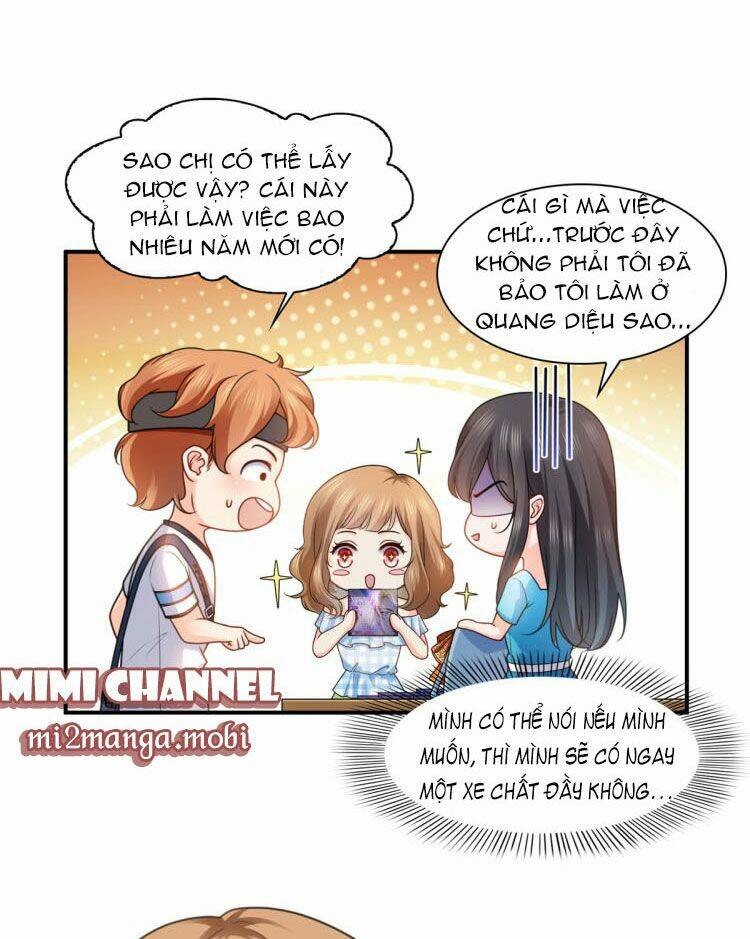 SAO CHỊ CÓ THỂ LẤY
ĐƯỢC VẬY? CÁI NÀY
PHẢI LÀM VIỆC BAO
NHIÊU NĂM MỚI CÓ!
CÁI GÌ MÀ VIỆC
CHỨ...TRƯỚC ĐÂY
KHÔNG PHẢI TÔI ĐÃ
BẢO TÔI LÀM Ở
QUANG DIỆU SAO...
MIMI CHANNEL
mi2manga.mobi
MÌNH CÓ THỂ NÓI NẾU MÌNH
MUỐN, THÌ MÌNH SẼ CÓ NGAY
MỘT XE CHẤT ĐẦY KHÔNG...